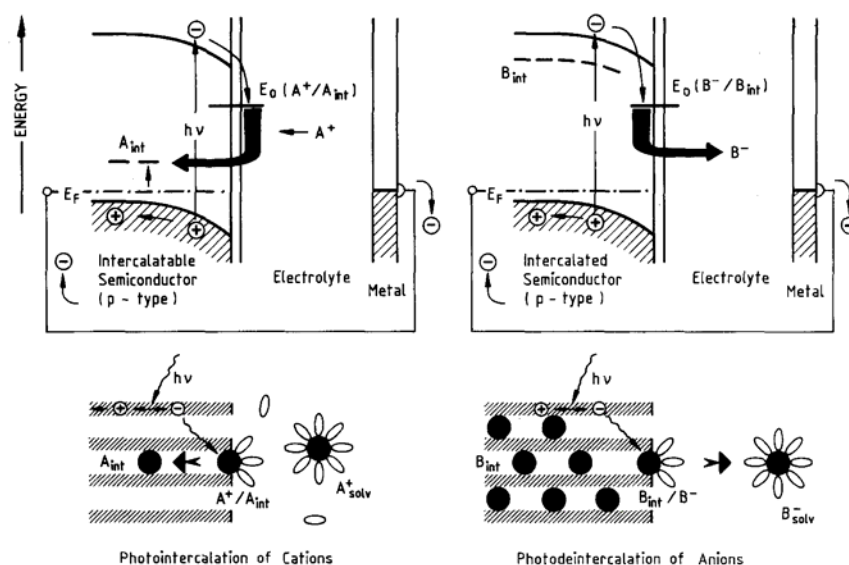 ENERGY
E₀ (A⁺/A_int)
A⁺
hν
A_int
E_F
⊕ ⊕
⊖
Intercalatable
Semiconductor
(p - type)
Electrolyte
Metal
⊖
B_int
E₀ (B⁻/B_int)
hν
B⁻
E_F
⊕ ⊕
⊖
Intercalated
Semiconductor
(p - type)
Electrolyte
Metal
⊖
hν
⊕ ⊖
A_int
A⁺/A_int
A⁺_solv
Photointercalation of Cations
hν
⊕ ⊖
B_int
B_int / B⁻
B⁻_solv
Photodeintercalation of Anions